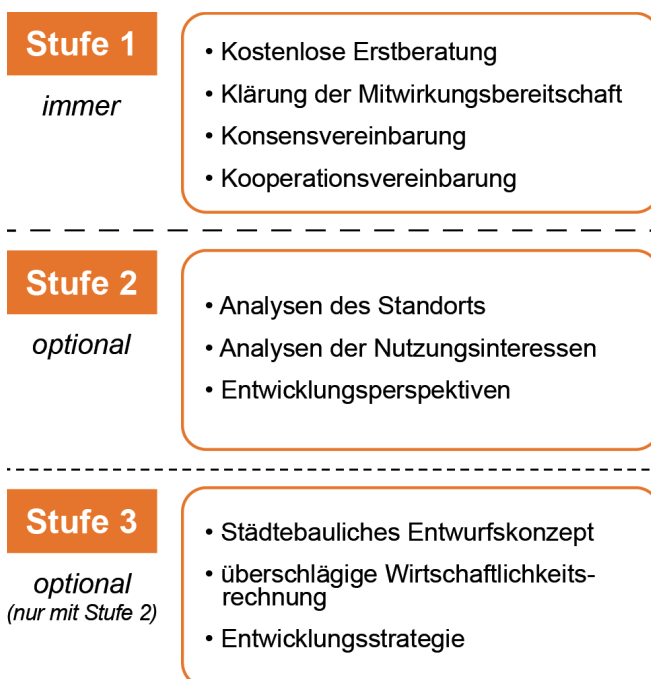 Stufe 1
immer
• Kostenlose Erstberatung
• Klärung der Mitwirkungsbereitschaft
• Konsensvereinbarung
• Kooperationsvereinbarung
Stufe 2
optional
• Analysen des Standorts
• Analysen der Nutzungsinteressen
• Entwicklungsperspektiven
Stufe 3
optional
(nur mit Stufe 2)
• Städtebauliches Entwurfskonzept
• überschlägige Wirtschaftlichkeits-
rechnung
• Entwicklungsstrategie